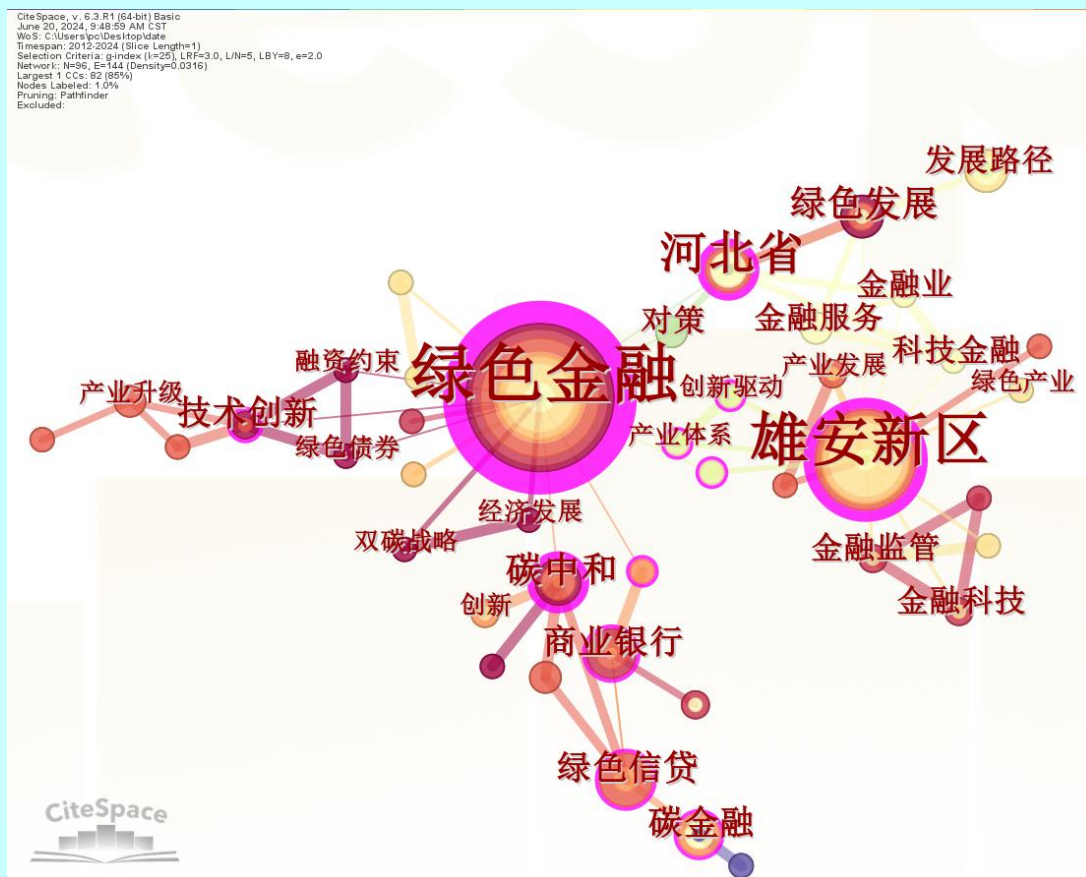 CiteSpace, v. 6.3.R1 (64-bit) Basic
June 20, 2024, 9:48:59 AM CST
WoS: C:\Users\pc\Desktop\date
Timespan: 2012-2024 (Slice Length=1)
Selection Criteria: g-index (k=25), LRF=3.0, L/N=5, LBY=8, e=2.0
Network: N=96, E=144 (Density=0.0316)
Largest 1 CCs: 82 (85%)
Nodes Labeled: 1.0%
Pruning: Pathfinder
Excluded:
发展路径
绿色发展
河北省
金融业
对策
金融服务
科技金融
融资约束
绿色金融
产业发展
绿色产业
产业升级
创新驱动
技术创新
产业体系
雄安新区
绿色债券
经济发展
双碳战略
金融监管
碳中和
创新
金融科技
商业银行
绿色信贷
碳金融
CiteSpace